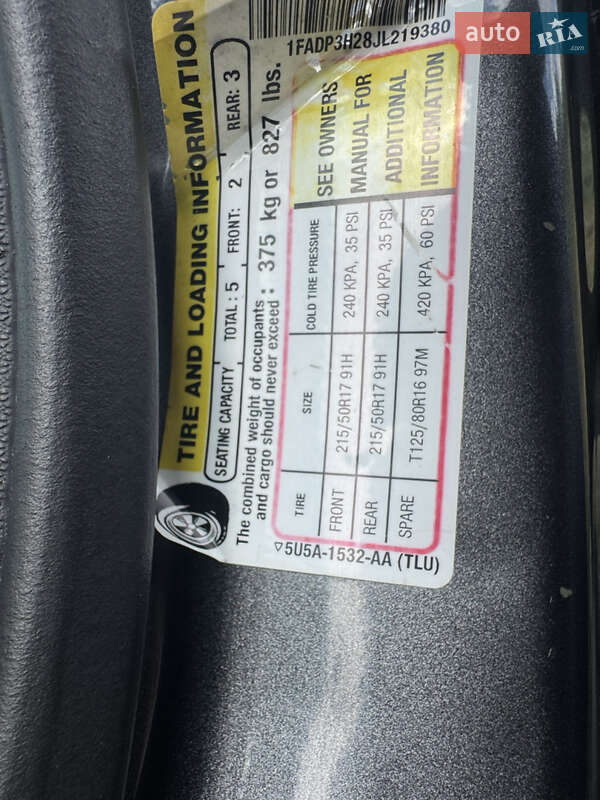 auto RIA
.com
1FADP3H28JL219380
TIRE AND LOADING INFORMATION
SEATING CAPACITY TOTAL : 5 FRONT: 2 REAR: 3
The combined weight of occupants
and cargo should never exceed : 375 kg or 827 lbs.
TIRE SIZE COLD TIRE PRESSURE SEE OWNERS
FRONT 215/50R17 91H 240 KPA, 35 PSI MANUAL FOR
REAR 215/50R17 91H 240 KPA, 35 PSI ADDITIONAL
SPARE T125/80R16 97M 420 KPA, 60 PSI INFORMATION
5U5A-1532-AA (TLU)